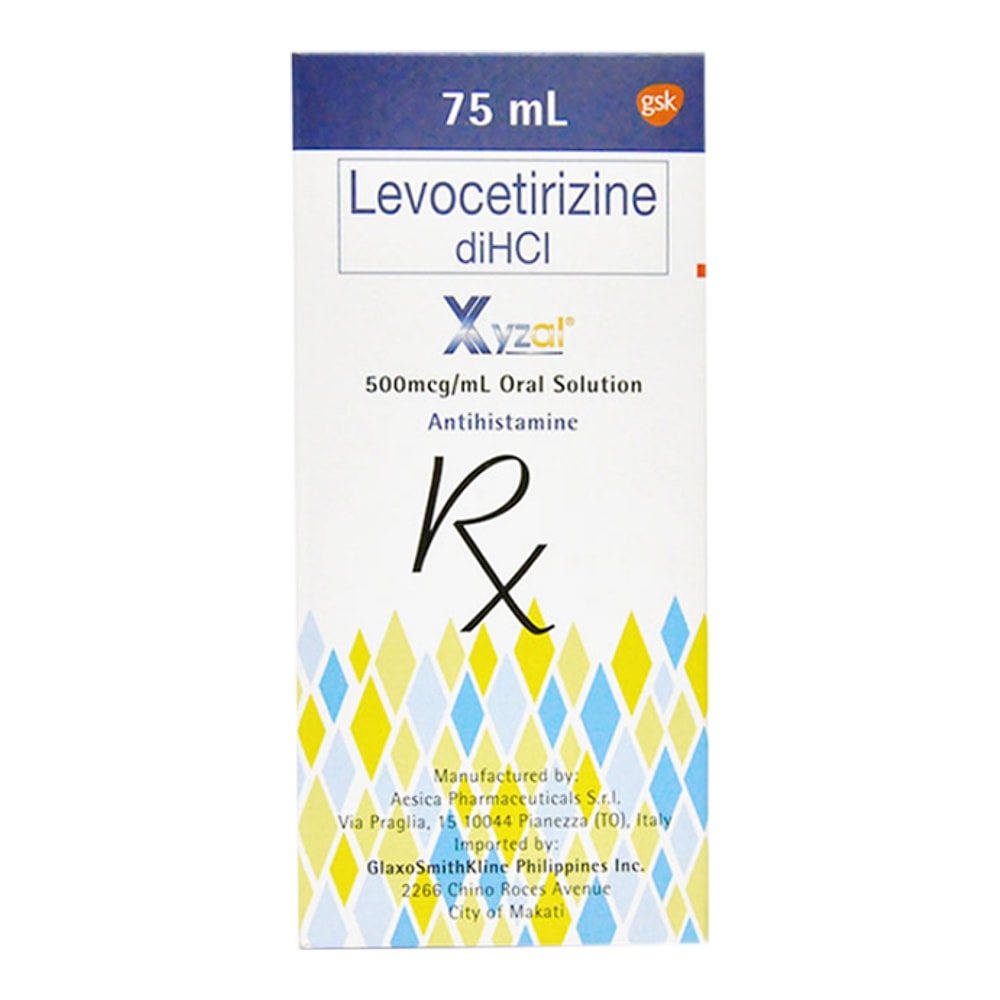 75 mL
gsk
Levocetirizine
diHCl
Xyzal®
500mcg/mL Oral Solution
Antihistamine
Rx
Manufactured by:
Aesica Pharmaceuticals S.r.l.
Via Praglia, 15 10044 Pianezza (TO), Italy
Imported by:
GlaxoSmithKline Philippines Inc.
2266 Chino Roces Avenue
City of Makati